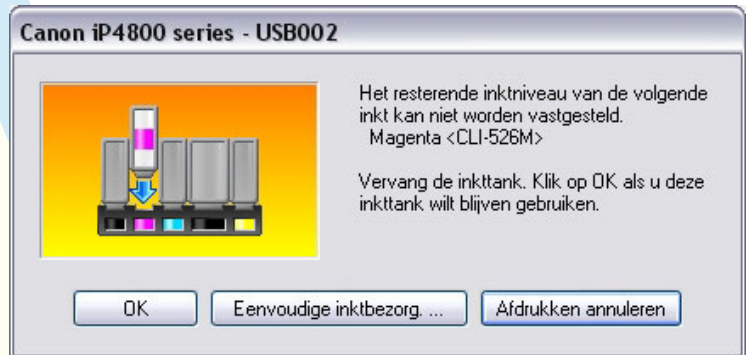 Canon iP4800 series - USB002
Het resterende inktniveau van de volgende
inkt kan niet worden vastgesteld.
Magenta <CLI-526M>
Vervang de inkttank. Klik op OK als u deze
inkttank wilt blijven gebruiken.
OK
Eenvoudige inktbezorg. ...
Afdrukken annuleren